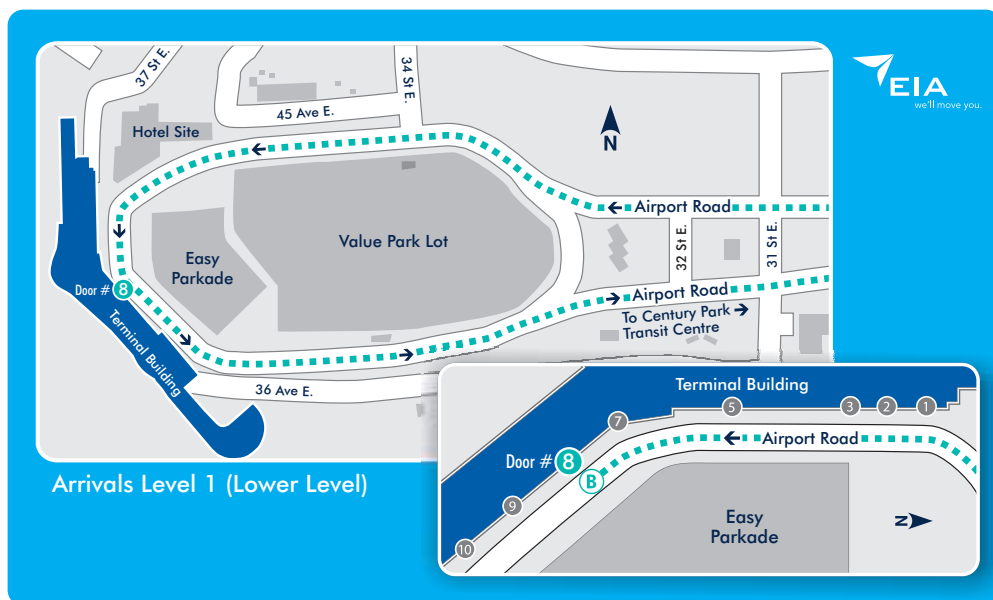 37 St E.
34 St E.
45 Ave E.
Hotel Site
N
EIA
we'll move you.
Airport Road
32 St E.
31 St E.
Value Park Lot
Easy
Parkade
Door # 8
Airport Road
To Century Park
Transit Centre
Terminal Building
36 Ave E.
Arrivals Level 1 (Lower Level)
Terminal Building
7
5
3
2
1
Airport Road
Door # 8
B
9
10
Easy
Parkade
N